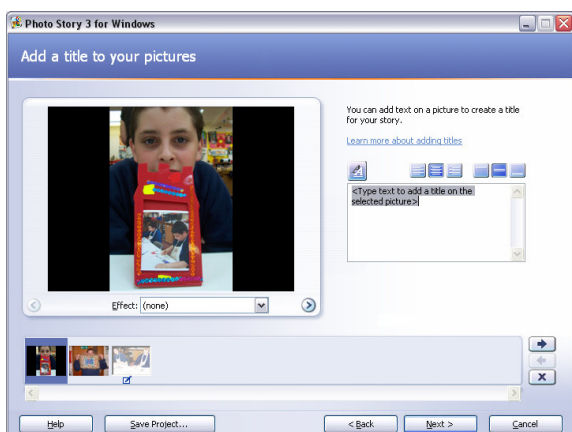 Photo Story 3 for Windows
Add a title to your pictures
You can add text on a picture to create a title
for your story.
Learn more about adding titles
<Type text to add a title on the
selected picture>
Effect: (none)
Help
Save Project...
< Back
Next >
Cancel